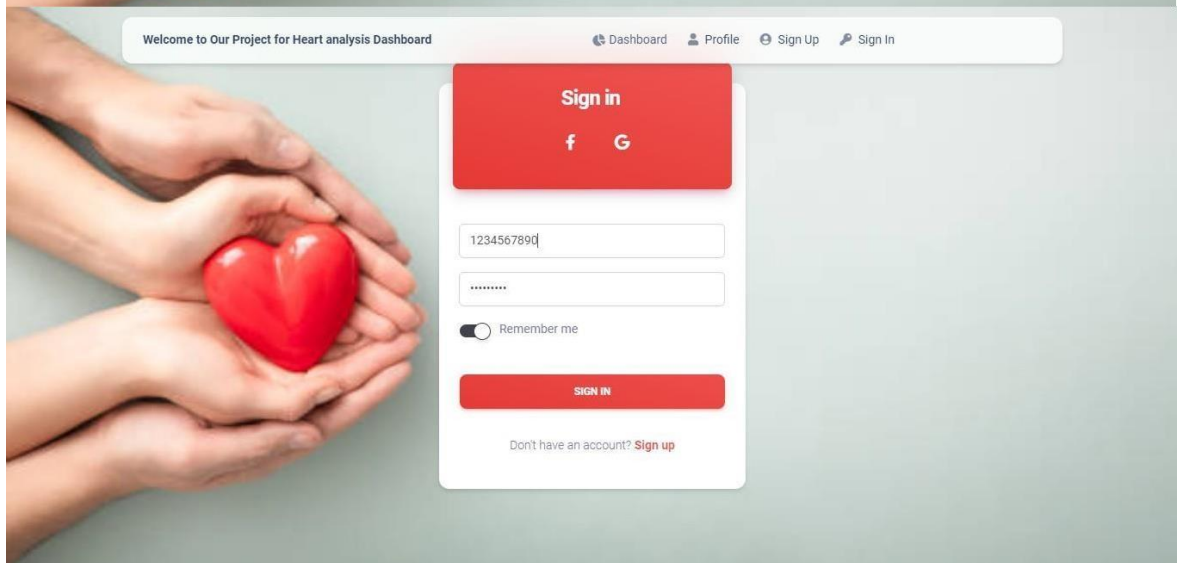 Welcome to Our Project for Heart analysis Dashboard
Dashboard Profile Sign Up Sign In
Sign in
f G
1234567890
•••••••••
Remember me
SIGN IN
Don't have an account? Sign up